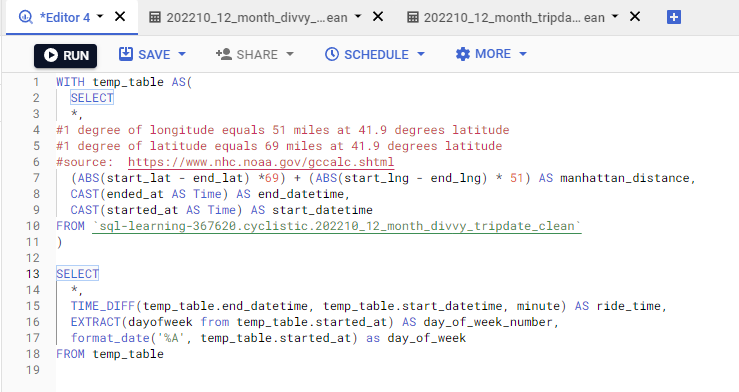 *Editor 4
202210_12_month_divvy_...ean
202210_12_month_tripda... ean
RUN
SAVE
SHARE
SCHEDULE
MORE
1 WITH temp_table AS(
2 SELECT
3 *,
4 #1 degree of longitude equals 51 miles at 41.9 degrees latitude
5 #1 degree of latitude equals 69 miles at 41.9 degrees latitude
6 #source: https://www.nhc.noaa.gov/gccalc.shtml
7 (ABS(start_lat - end_lat) *69) + (ABS(start_lng - end_lng) * 51) AS manhattan_distance,
8 CAST(ended_at AS Time) AS end_datetime,
9 CAST(started_at AS Time) AS start_datetime
10 FROM `sql-learning-367620.cyclistic.202210_12_month_divvy_tripdate_clean`
11 )
12
13 SELECT
14 *,
15 TIME_DIFF(temp_table.end_datetime, temp_table.start_datetime, minute) AS ride_time,
16 EXTRACT(dayofweek from temp_table.started_at) AS day_of_week_number,
17 format_date('%A', temp_table.started_at) as day_of_week
18 FROM temp_table
19